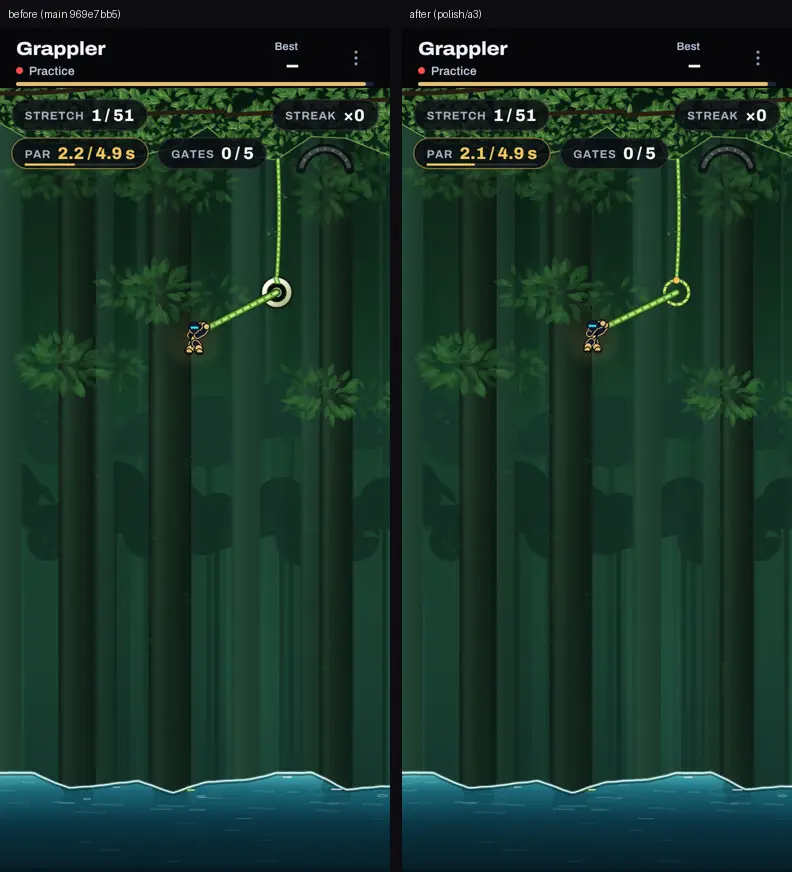 before (main 969e7bb5)
Grappler
Best
Practice
–
STRETCH 1/51
STREAK ×0
PAR 2.2/4.9 s
GATES 0/5
after (polish/a3)
Grappler
Best
Practice
–
STRETCH 1/51
STREAK ×0
PAR 2.1/4.9 s
GATES 0/5